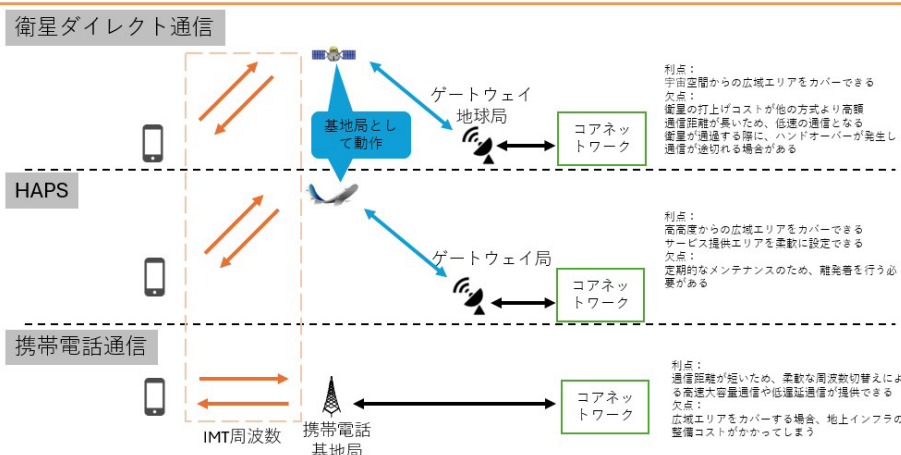 衛星ダイレクト通信
基地局とし
て動作
ゲートウェイ
地球局
コアネッ
トワーク
利点：
宇宙空間からの広域エリアをカバーできる
欠点：
衛星の打上げコストが他の方式より高額
通信距離が長いため、低速の通信となる
衛星が通過する際に、ハンドオーバーが発生し
通信が途切れる場合がある
HAPS
ゲートウェイ局
コアネッ
トワーク
利点：
高高度からの広域エリアをカバーできる
サービス提供エリアを柔軟に設定できる
欠点：
定期的なメンテナンスのため、離発着を行う必
要がある
携帯電話通信
IMT周波数
携帯電話
基地局
コアネッ
トワーク
利点：
通信距離が短いため、柔軟な周波数切替えによ
る高速大容量通信や低遅延通信が提供できる
欠点：
広域エリアをカバーする場合、地上インフラの
整備コストがかかってしまう